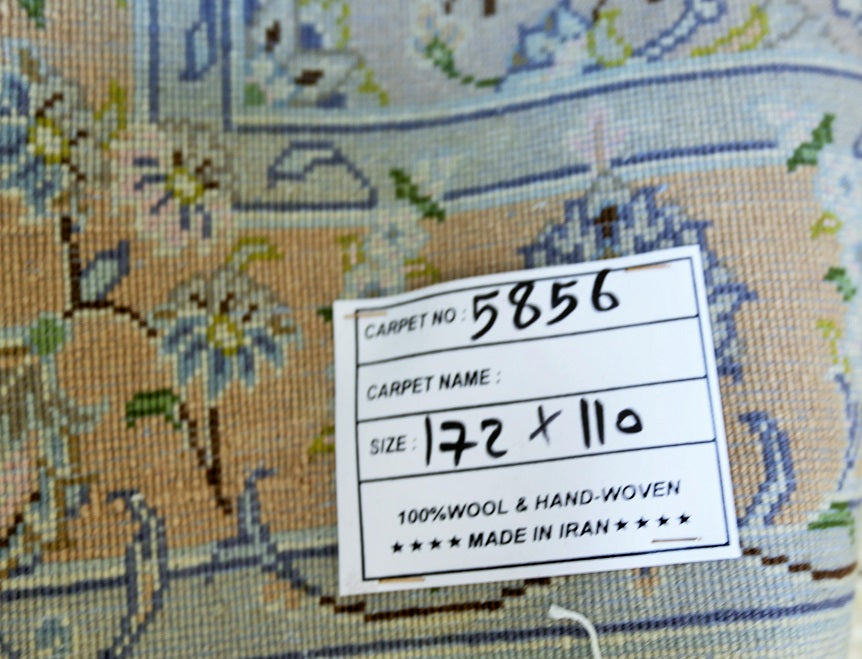 CARPET NO : 5856
CARPET NAME :
SIZE : 172 x 110
100%WOOL & HAND-WOVEN
★★★★ MADE IN IRAN ★★★★